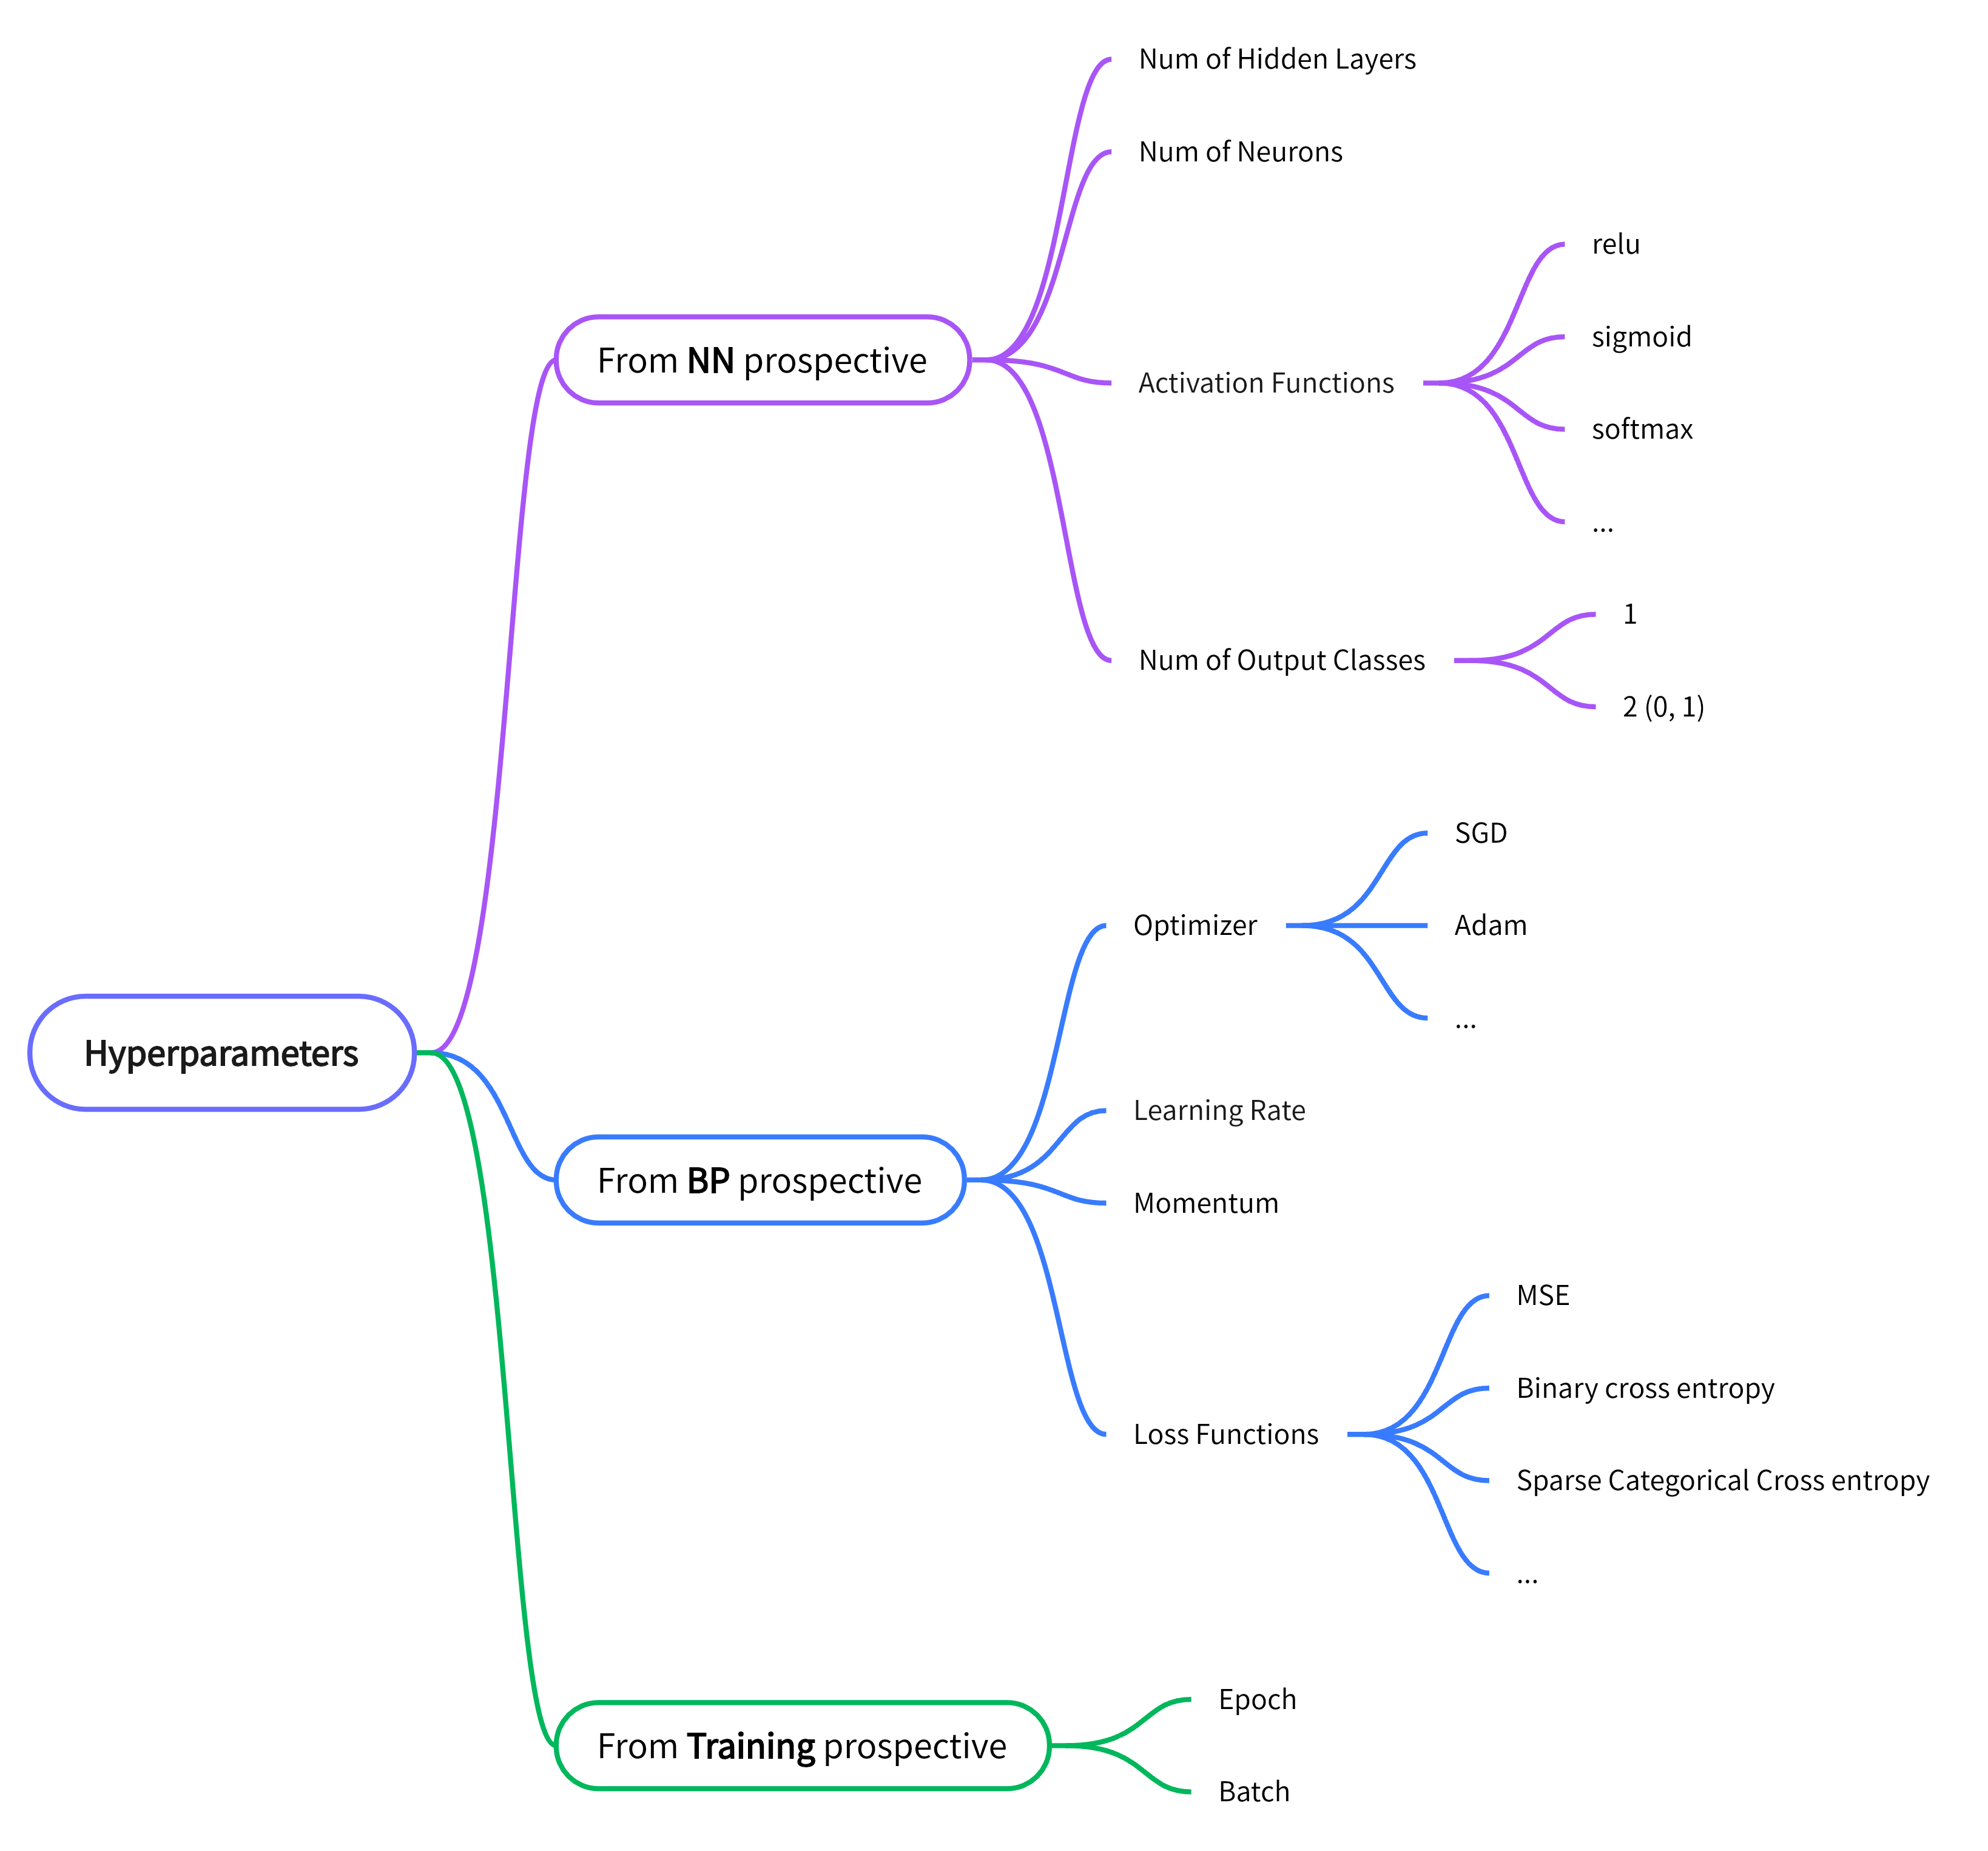 Hyperparameters
From NN prospective
Num of Hidden Layers
Num of Neurons
Activation Functions
relu
sigmoid
softmax
...
Num of Output Classes
1
2 (0, 1)
From BP prospective
Optimizer
SGD
Adam
...
Learning Rate
Momentum
Loss Functions
MSE
Binary cross entropy
Sparse Categorical Cross entropy
...
From Training prospective
Epoch
Batch